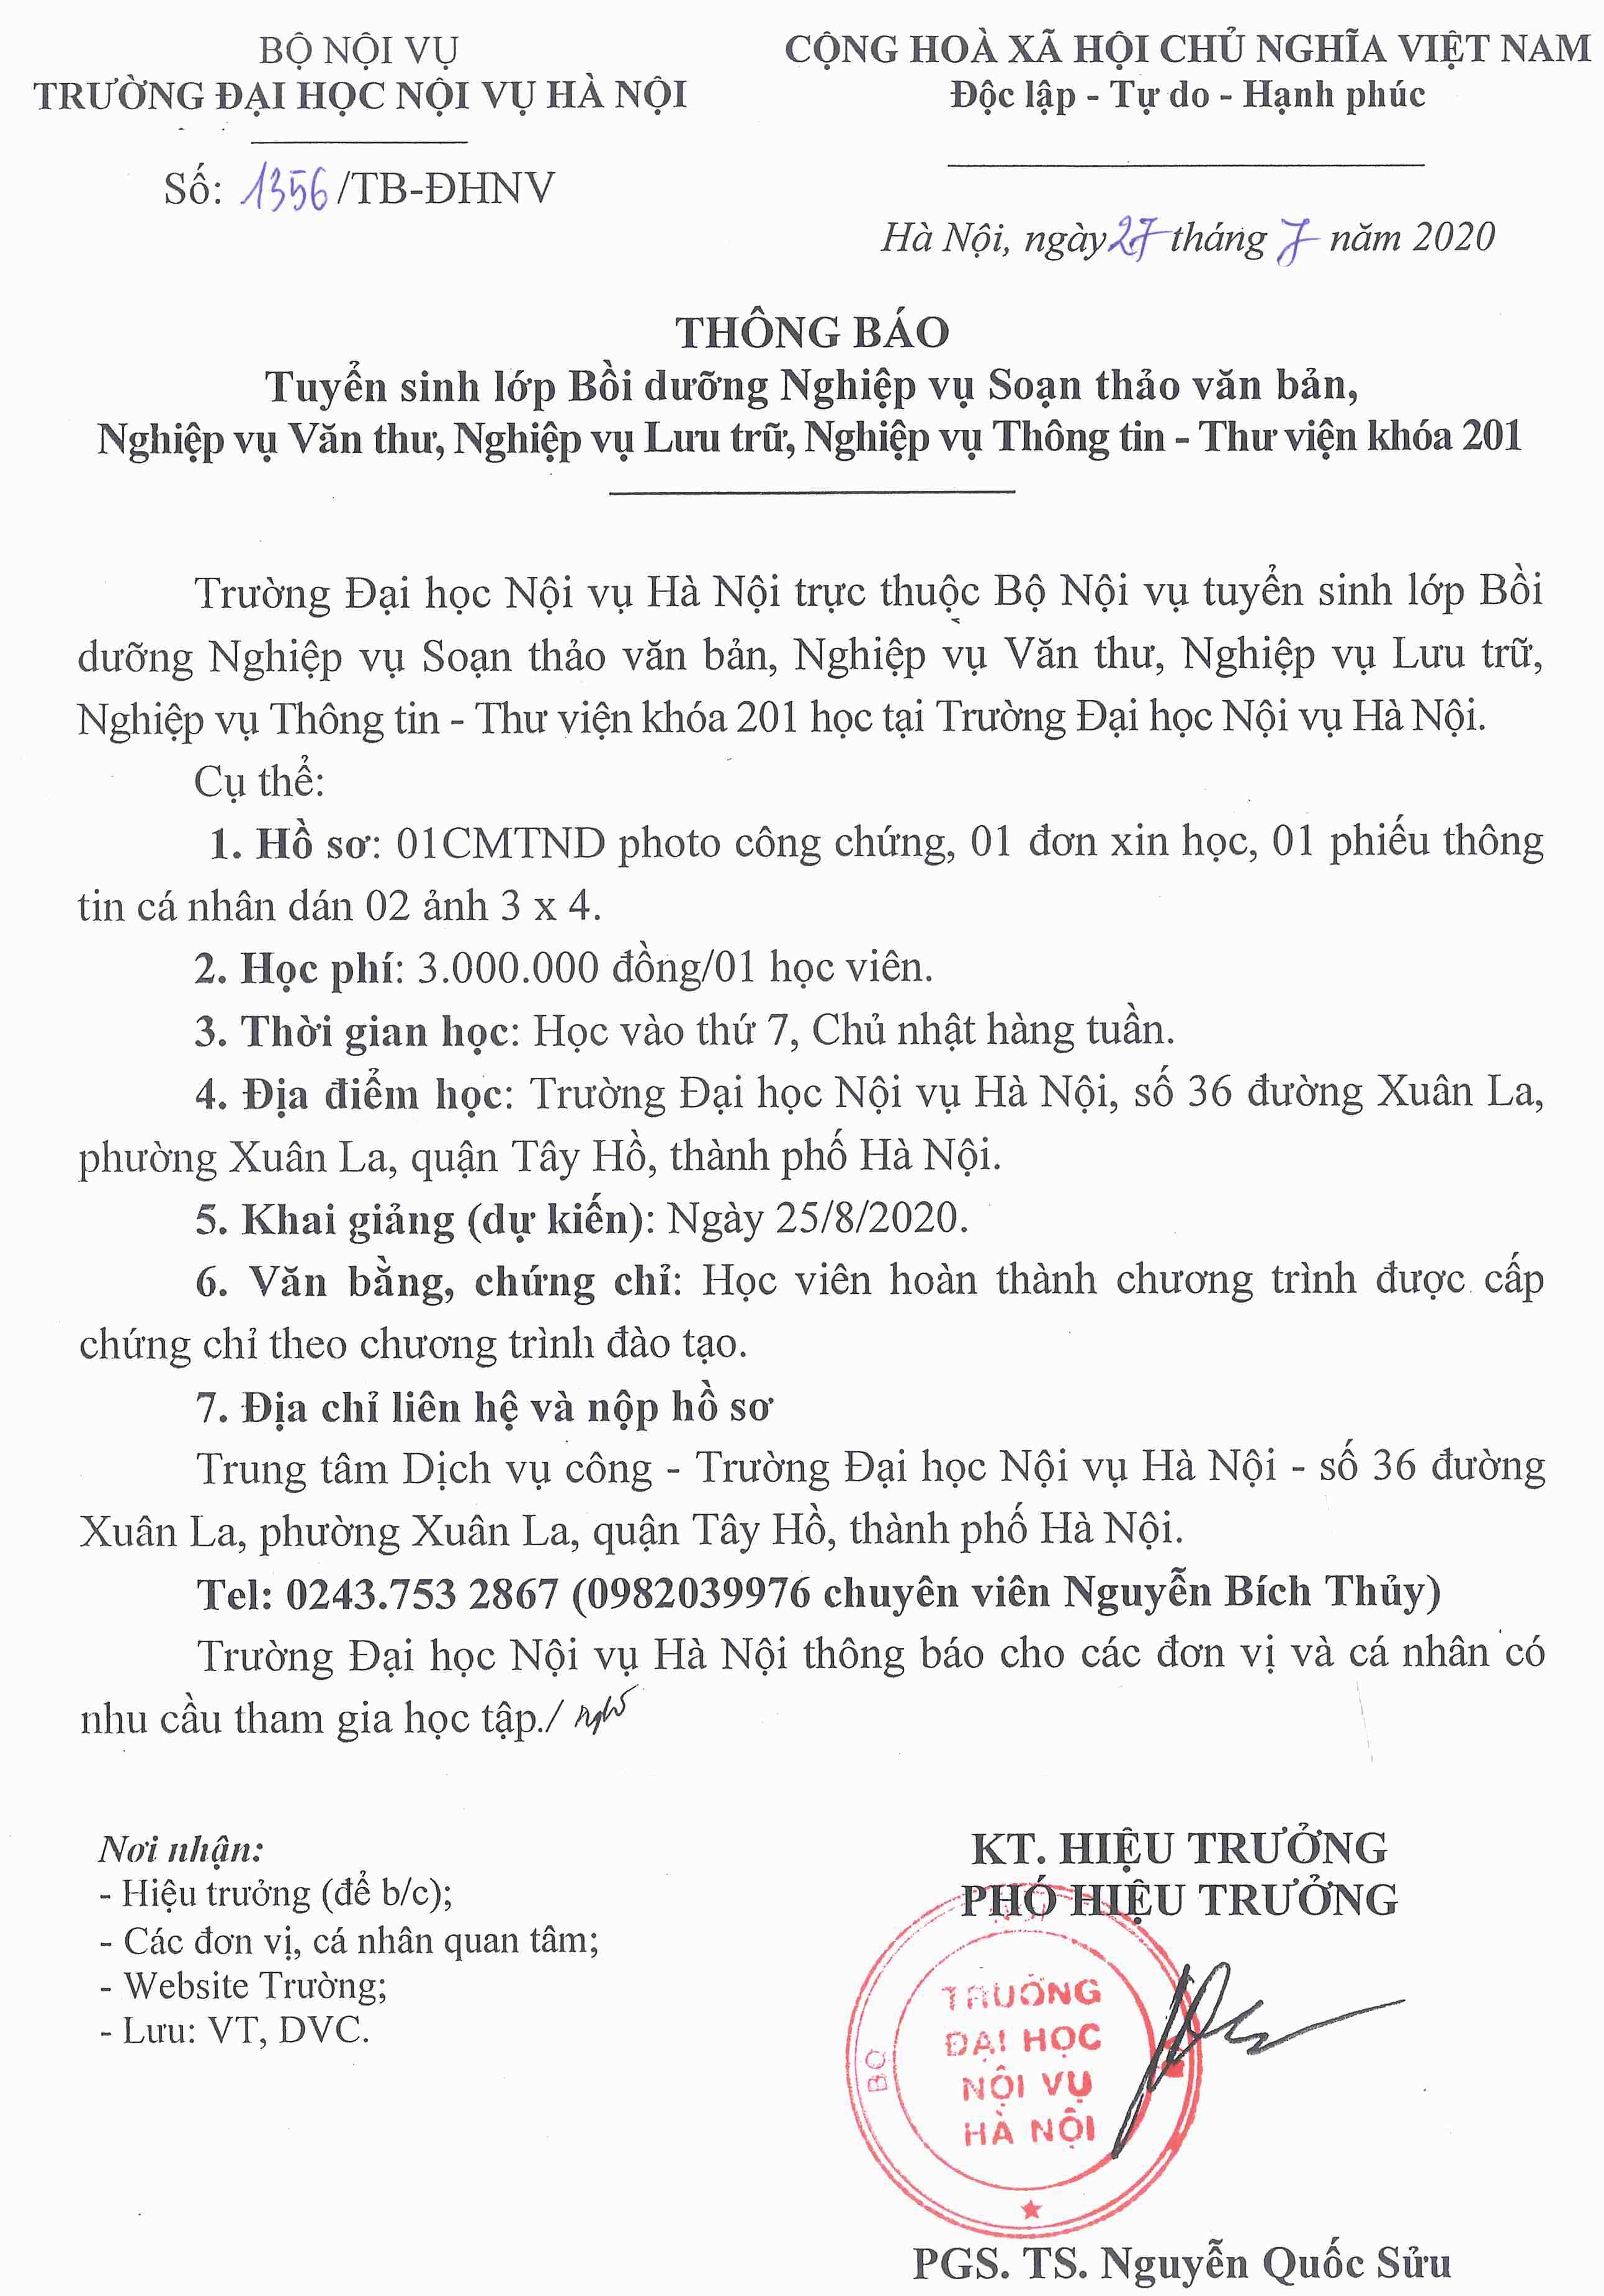 BỘ NỘI VỤ
TRƯỜNG ĐẠI HỌC NỘI VỤ HÀ NỘI
Số: 1356/TB-ĐHNV
CỘNG HOÀ XÃ HỘI CHỦ NGHĨA VIỆT NAM
Độc lập - Tự do - Hạnh phúc
Hà Nội, ngày 27 tháng 7 năm 2020
THÔNG BÁO
Tuyển sinh lớp Bồi dưỡng Nghiệp vụ Soạn thảo văn bản,
Nghiệp vụ Văn thư, Nghiệp vụ Lưu trữ, Nghiệp vụ Thông tin - Thư viện khóa 201
Trường Đại học Nội vụ Hà Nội trực thuộc Bộ Nội vụ tuyển sinh lớp Bồi
dưỡng Nghiệp vụ Soạn thảo văn bản, Nghiệp vụ Văn thư, Nghiệp vụ Lưu trữ,
Nghiệp vụ Thông tin - Thư viện khóa 201 học tại Trường Đại học Nội vụ Hà Nội.
Cụ thể:
1. Hồ sơ: 01CMTND photo công chứng, 01 đơn xin học, 01 phiếu thông
tin cá nhân dán 02 ảnh 3 x 4.
2. Học phí: 3.000.000 đồng/01 học viên.
3. Thời gian học: Học vào thứ 7, Chủ nhật hàng tuần.
4. Địa điểm học: Trường Đại học Nội vụ Hà Nội, số 36 đường Xuân La,
phường Xuân La, quận Tây Hồ, thành phố Hà Nội.
5. Khai giảng (dự kiến): Ngày 25/8/2020.
6. Văn bằng, chứng chỉ: Học viên hoàn thành chương trình được cấp
chứng chỉ theo chương trình đào tạo.
7. Địa chỉ liên hệ và nộp hồ sơ
Trung tâm Dịch vụ công - Trường Đại học Nội vụ Hà Nội - số 36 đường
Xuân La, phường Xuân La, quận Tây Hồ, thành phố Hà Nội.
Tel: 0243.753 2867 (0982039976 chuyên viên Nguyễn Bích Thủy)
Trường Đại học Nội vụ Hà Nội thông báo cho các đơn vị và cá nhân có
nhu cầu tham gia học tập./
Nơi nhận:
- Hiệu trưởng (để b/c);
- Các đơn vị, cá nhân quan tâm;
- Website Trường;
- Lưu: VT, DVC.
KT. HIỆU TRƯỞNG
PHÓ HIỆU TRƯỞNG
BỘ
TRƯỜNG
ĐẠI HỌC
NỘI VỤ
HÀ NỘI
PGS. TS. Nguyễn Quốc Sửu